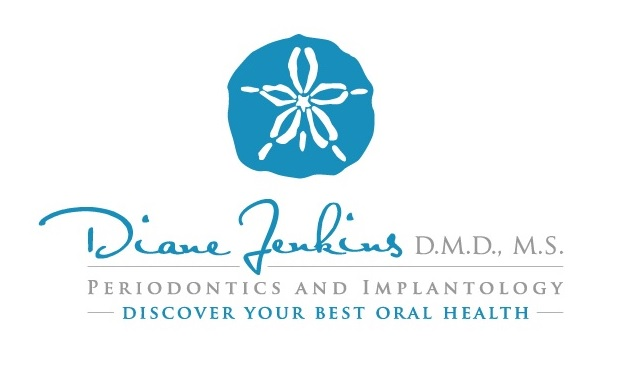 Diane Jenkins D.M.D., M.S.
PERIODONTICS AND IMPLANTOLOGY
DISCOVER YOUR BEST ORAL HEALTH